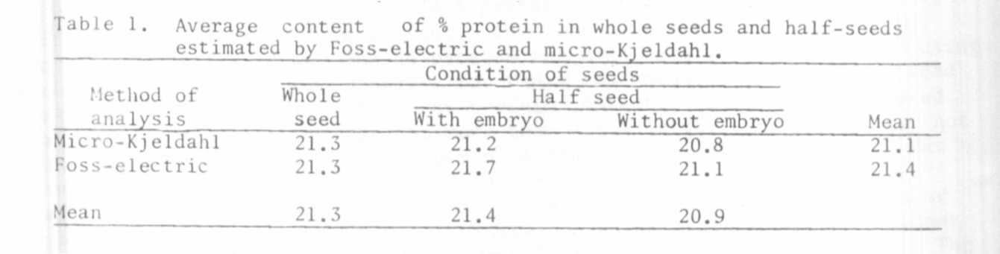 Table 1. Average content of % protein in whole seeds and half-seeds
estimated by Foss-electric and micro-Kjeldahl.
Condition of seeds
Method of Whole Half seed
analysis seed With embryo Without embryo Mean
Micro-Kjeldahl 21.3 21.2 20.8 21.1
Foss-electric 21.3 21.7 21.1 21.4
Mean 21.3 21.4 20.9